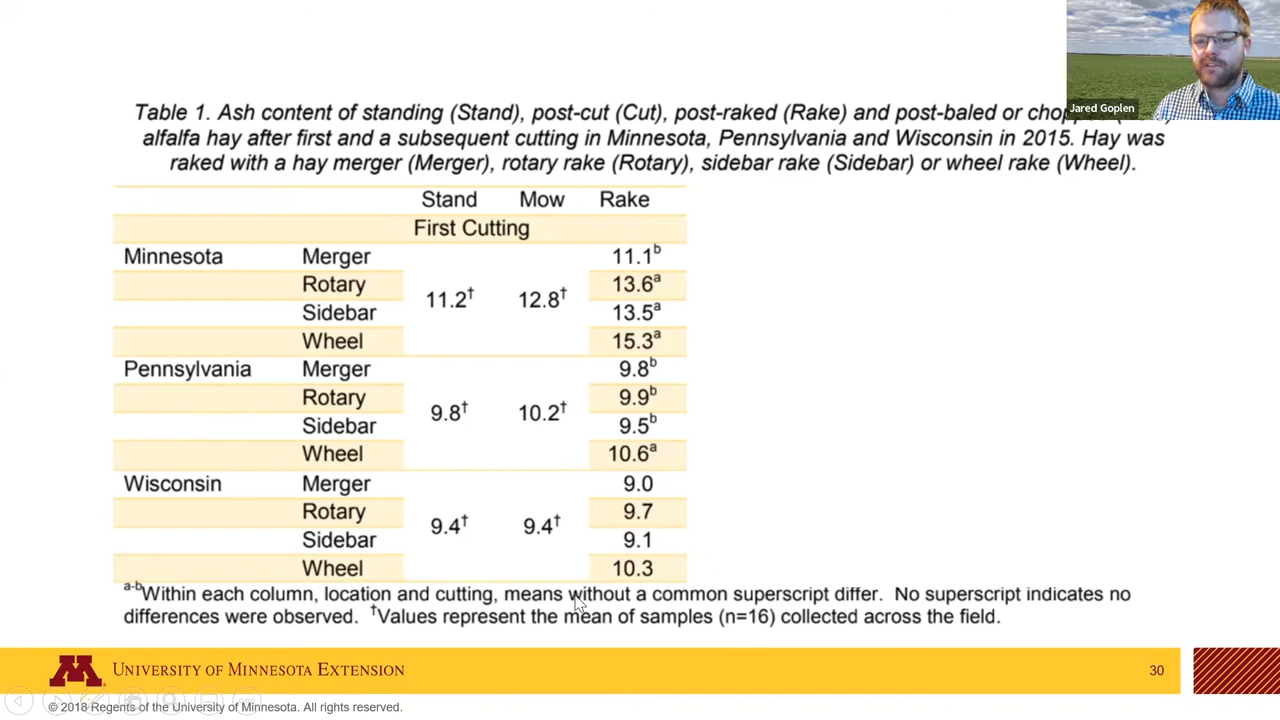 Jared Goplen
Table 1. Ash content of standing (Stand), post-cut (Cut), post-raked (Rake) and post-baled or
alfalfa hay after first and a subsequent cutting in Minnesota, Pennsylvania and Wisconsin in 2015. Hay was
raked with a hay merger (Merger), rotary rake (Rotary), sidebar rake (Sidebar) or wheel rake (Wheel).
Stand Mow Rake
First Cutting
Minnesota Merger 11.1b
Rotary 13.6a
11.2† 12.8†
Sidebar 13.5a
Wheel 15.3a
Pennsylvania Merger 9.8b
Rotary 9.9b
9.8† 10.2†
Sidebar 9.5b
Wheel 10.6a
Wisconsin Merger 9.0
Rotary 9.7
9.4† 9.4†
Sidebar 9.1
Wheel 10.3
a-bWithin each column, location and cutting, means without a common superscript differ. No superscript indicates no
differences were observed. †Values represent the mean of samples (n=16) collected across the field.
M UNIVERSITY OF MINNESOTA EXTENSION
30
© 2018 Regents of the University of Minnesota. All rights reserved.